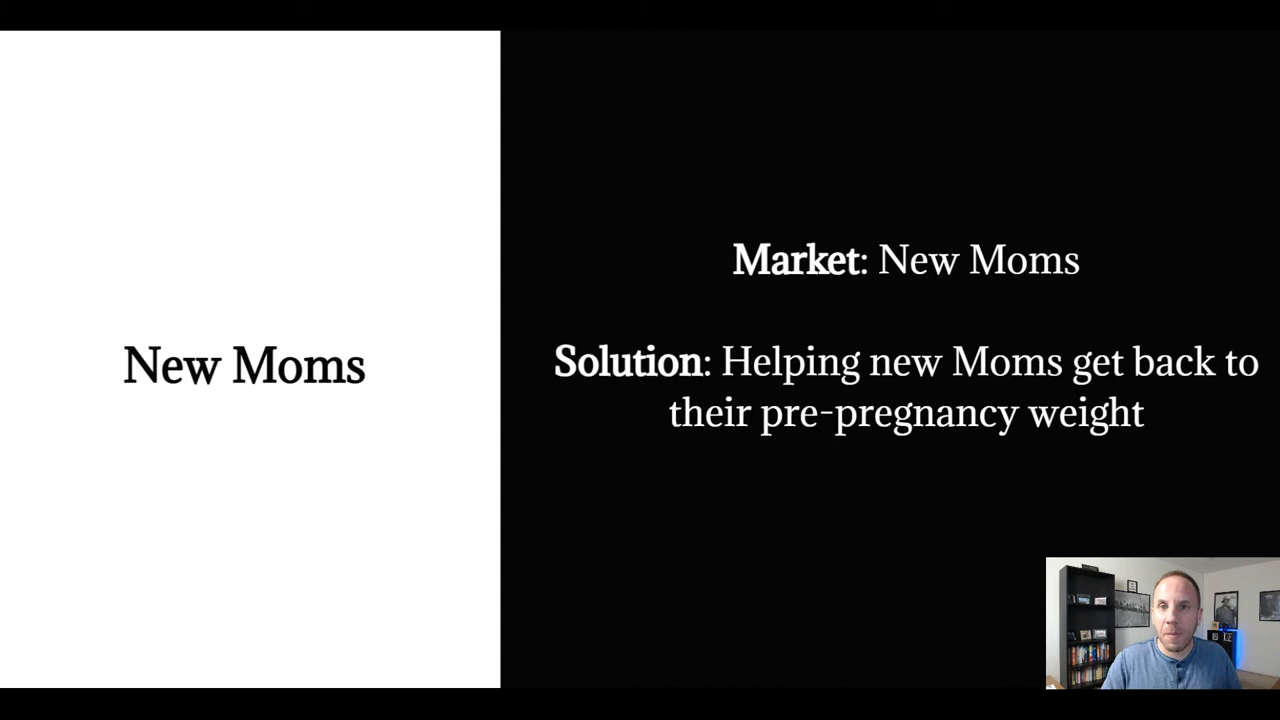 New Moms
Market: New Moms
Solution: Helping new Moms get back to
their pre-pregnancy weight